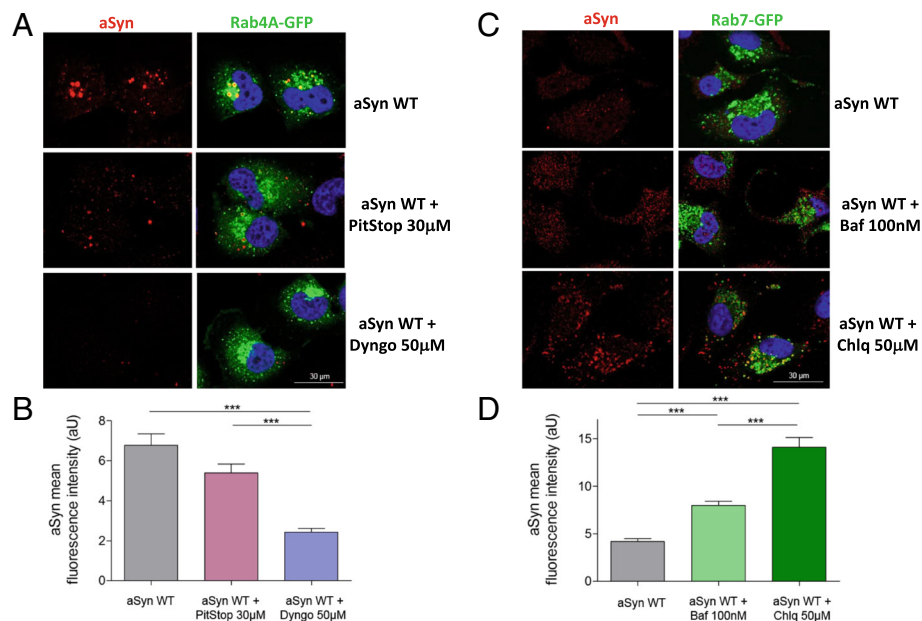 A
aSyn
Rab4A-GFP
aSyn WT
aSyn WT +
PitStop 30µM
aSyn WT +
Dyngo 50µM
30 µm
B
aSyn mean
fluorescence intensity (aU)
8
6
4
2
0
***
***
aSyn WT
aSyn WT +
PitStop 30µM
aSyn WT +
Dyngo 50µM
C
aSyn
Rab7-GFP
aSyn WT
aSyn WT +
Baf 100nM
aSyn WT +
Chlq 50µM
30 µm
D
aSyn mean
fluorescence intensity (aU)
15
10
5
0
***
***
***
aSyn WT
aSyn WT +
Baf 100nM
aSyn WT +
Chlq 50µM